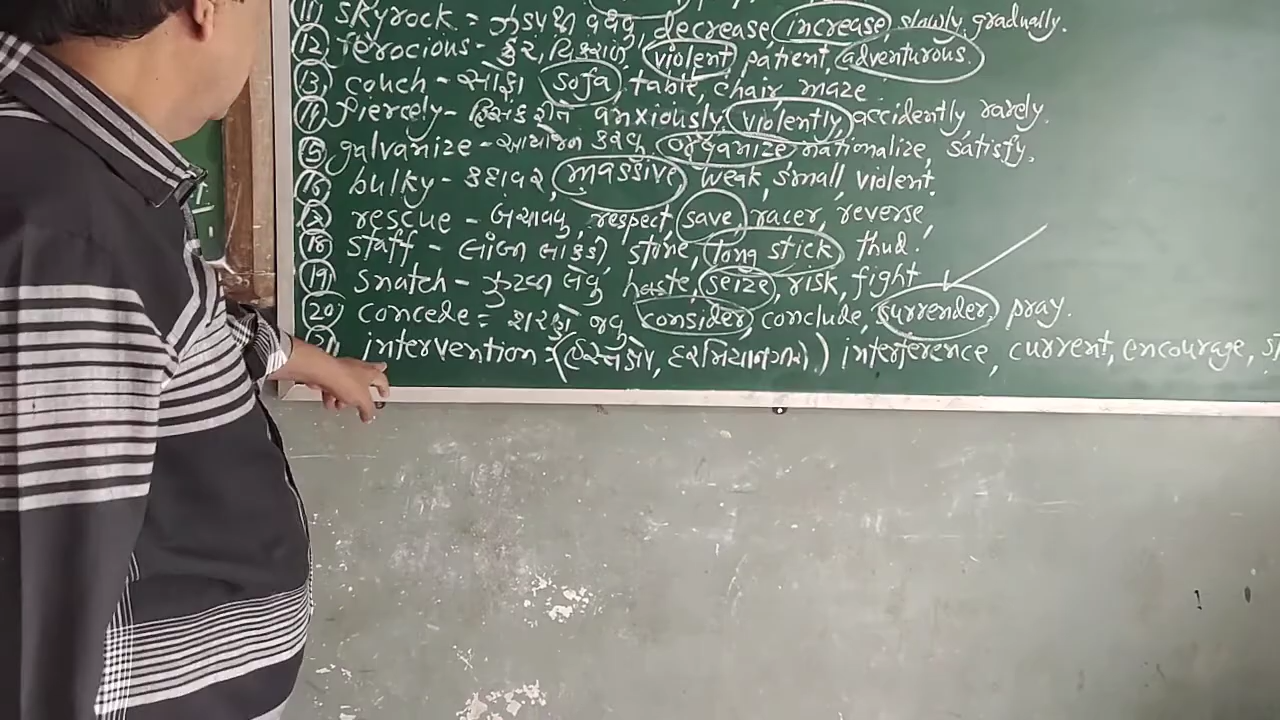 (11) skyrock = ઝડપથી વધવું, decrease, increase, slowly, gradually.
(12) ferocious - ક્રુર, વિકરાળ, violent patient, adventurous.
(13) couch - સોફા sofa, table, chair, maze
(14) fiercely - હિંસક રીતે anxiously, violently, accidently, rarely.
(15) galvanize - આયોજન કરવું, organize, nationalize, satisfy.
(16) bulky - કદાવર, massive, weak, small, violent.
rescue - બચાવવું, respect, save, racer, reverse,
(18) staff - લાંબી લાકડી, stone, long stick, thud.
(19) snatch - ઝુંટવી લેવું haste, seize, risk, fight
(20) concede = શરણે જવું consider, conclude, surrender, pray.
intervention = (હસ્તક્ષેપ, દરમિયાનગીરી) interference, current, encourage,